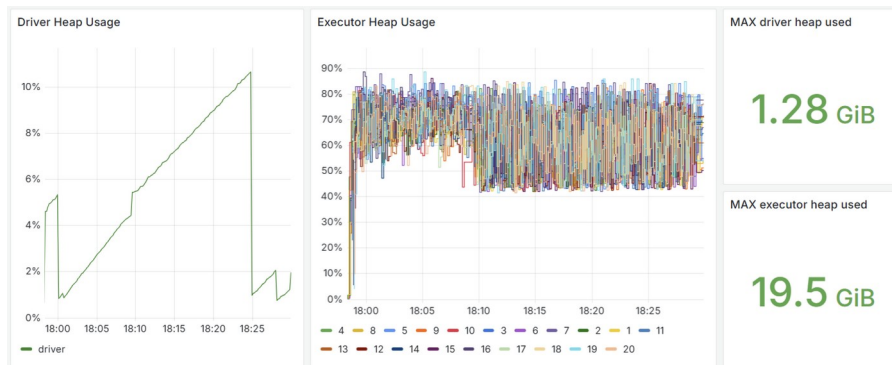 Driver Heap Usage
10%
8%
6%
4%
2%
0%
18:00 18:05 18:10 18:15 18:20 18:25
driver
Executor Heap Usage
90%
80%
70%
60%
50%
40%
30%
20%
10%
0%
18:00 18:05 18:10 18:15 18:20 18:25
4 8 5 9 10 3 6 7 2 1 11
13 12 14 15 16 17 18 19 20
MAX driver heap used
1.28 GiB
MAX executor heap used
19.5 GiB